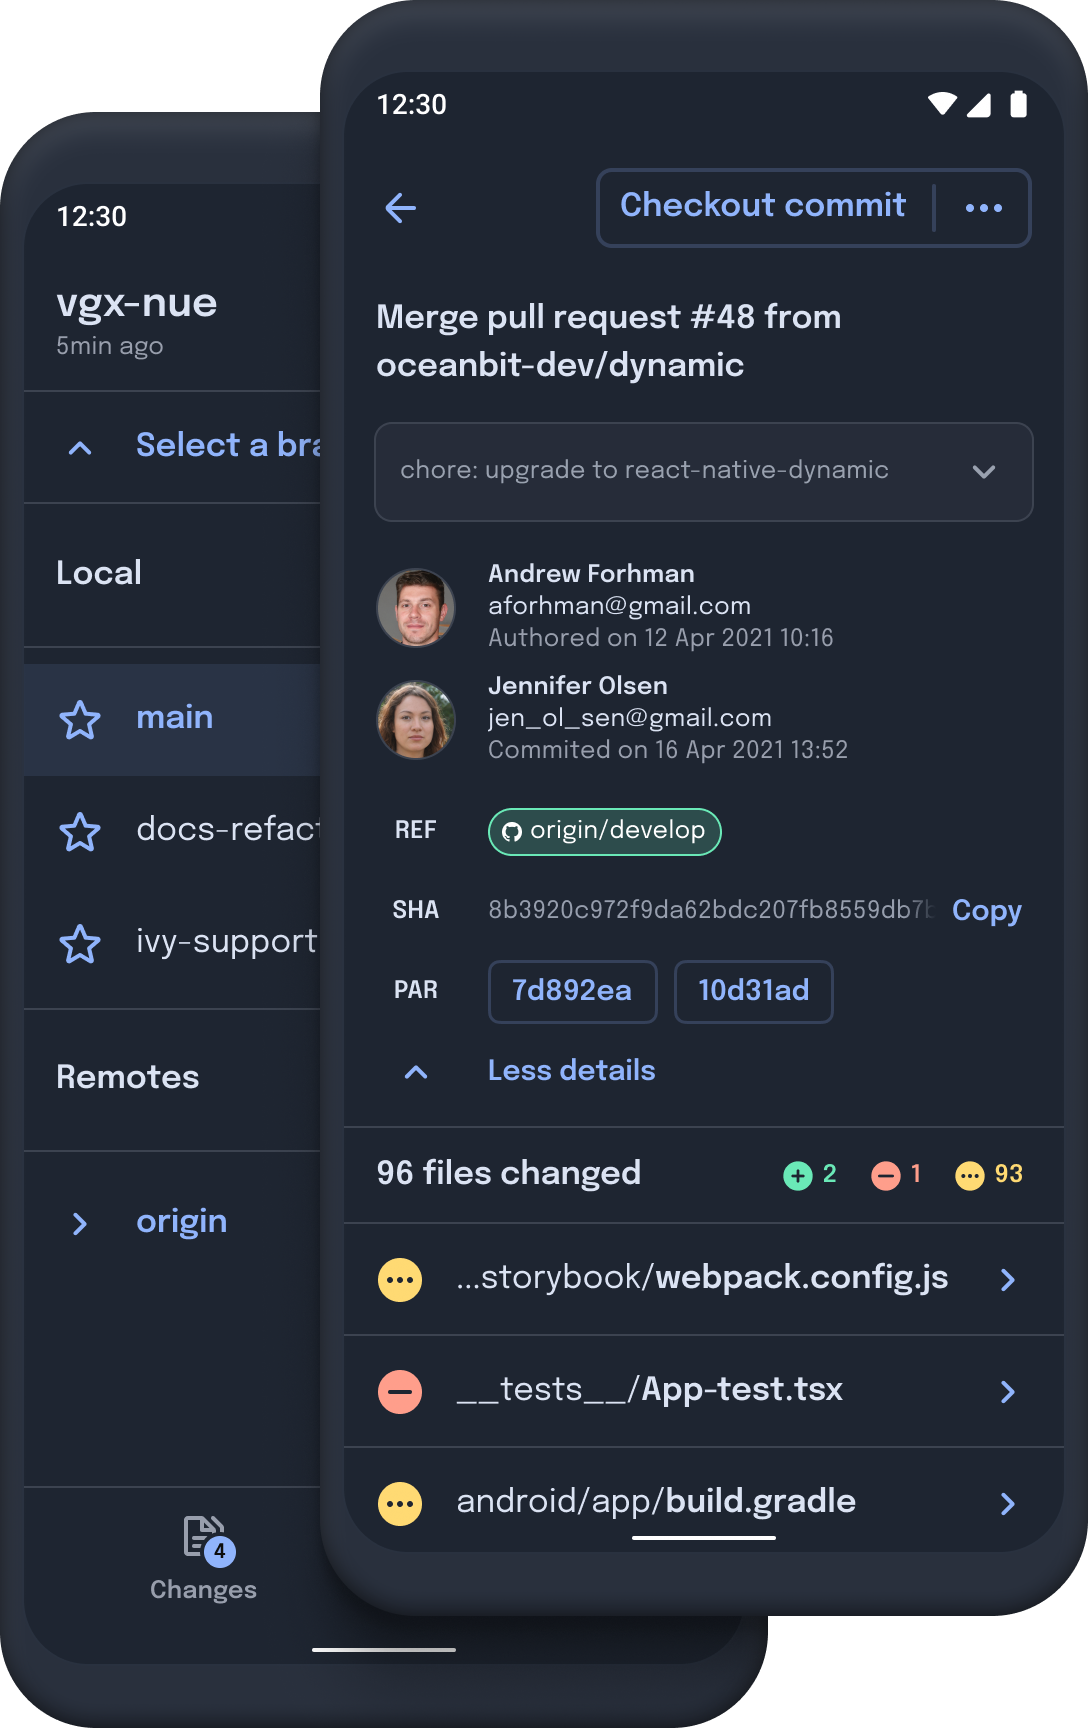 12:30
vgx-nue
5min ago
Select a bra
Local
main
docs-refact
ivy-support
Remotes
origin
4
Changes
12:30
Checkout commit
Merge pull request #48 from
oceanbit-dev/dynamic
chore: upgrade to react-native-dynamic
Andrew Forhman
aforhman@gmail.com
Authored on 12 Apr 2021 10:16
Jennifer Olsen
jen_ol_sen@gmail.com
Commited on 16 Apr 2021 13:52
REF origin/develop
SHA 8b3920c972f9da62bdc207fb8559db7b Copy
PAR 7d892ea 10d31ad
Less details
96 files changed 2 1 93
...storybook/webpack.config.js
__tests__/App-test.tsx
android/app/build.gradle